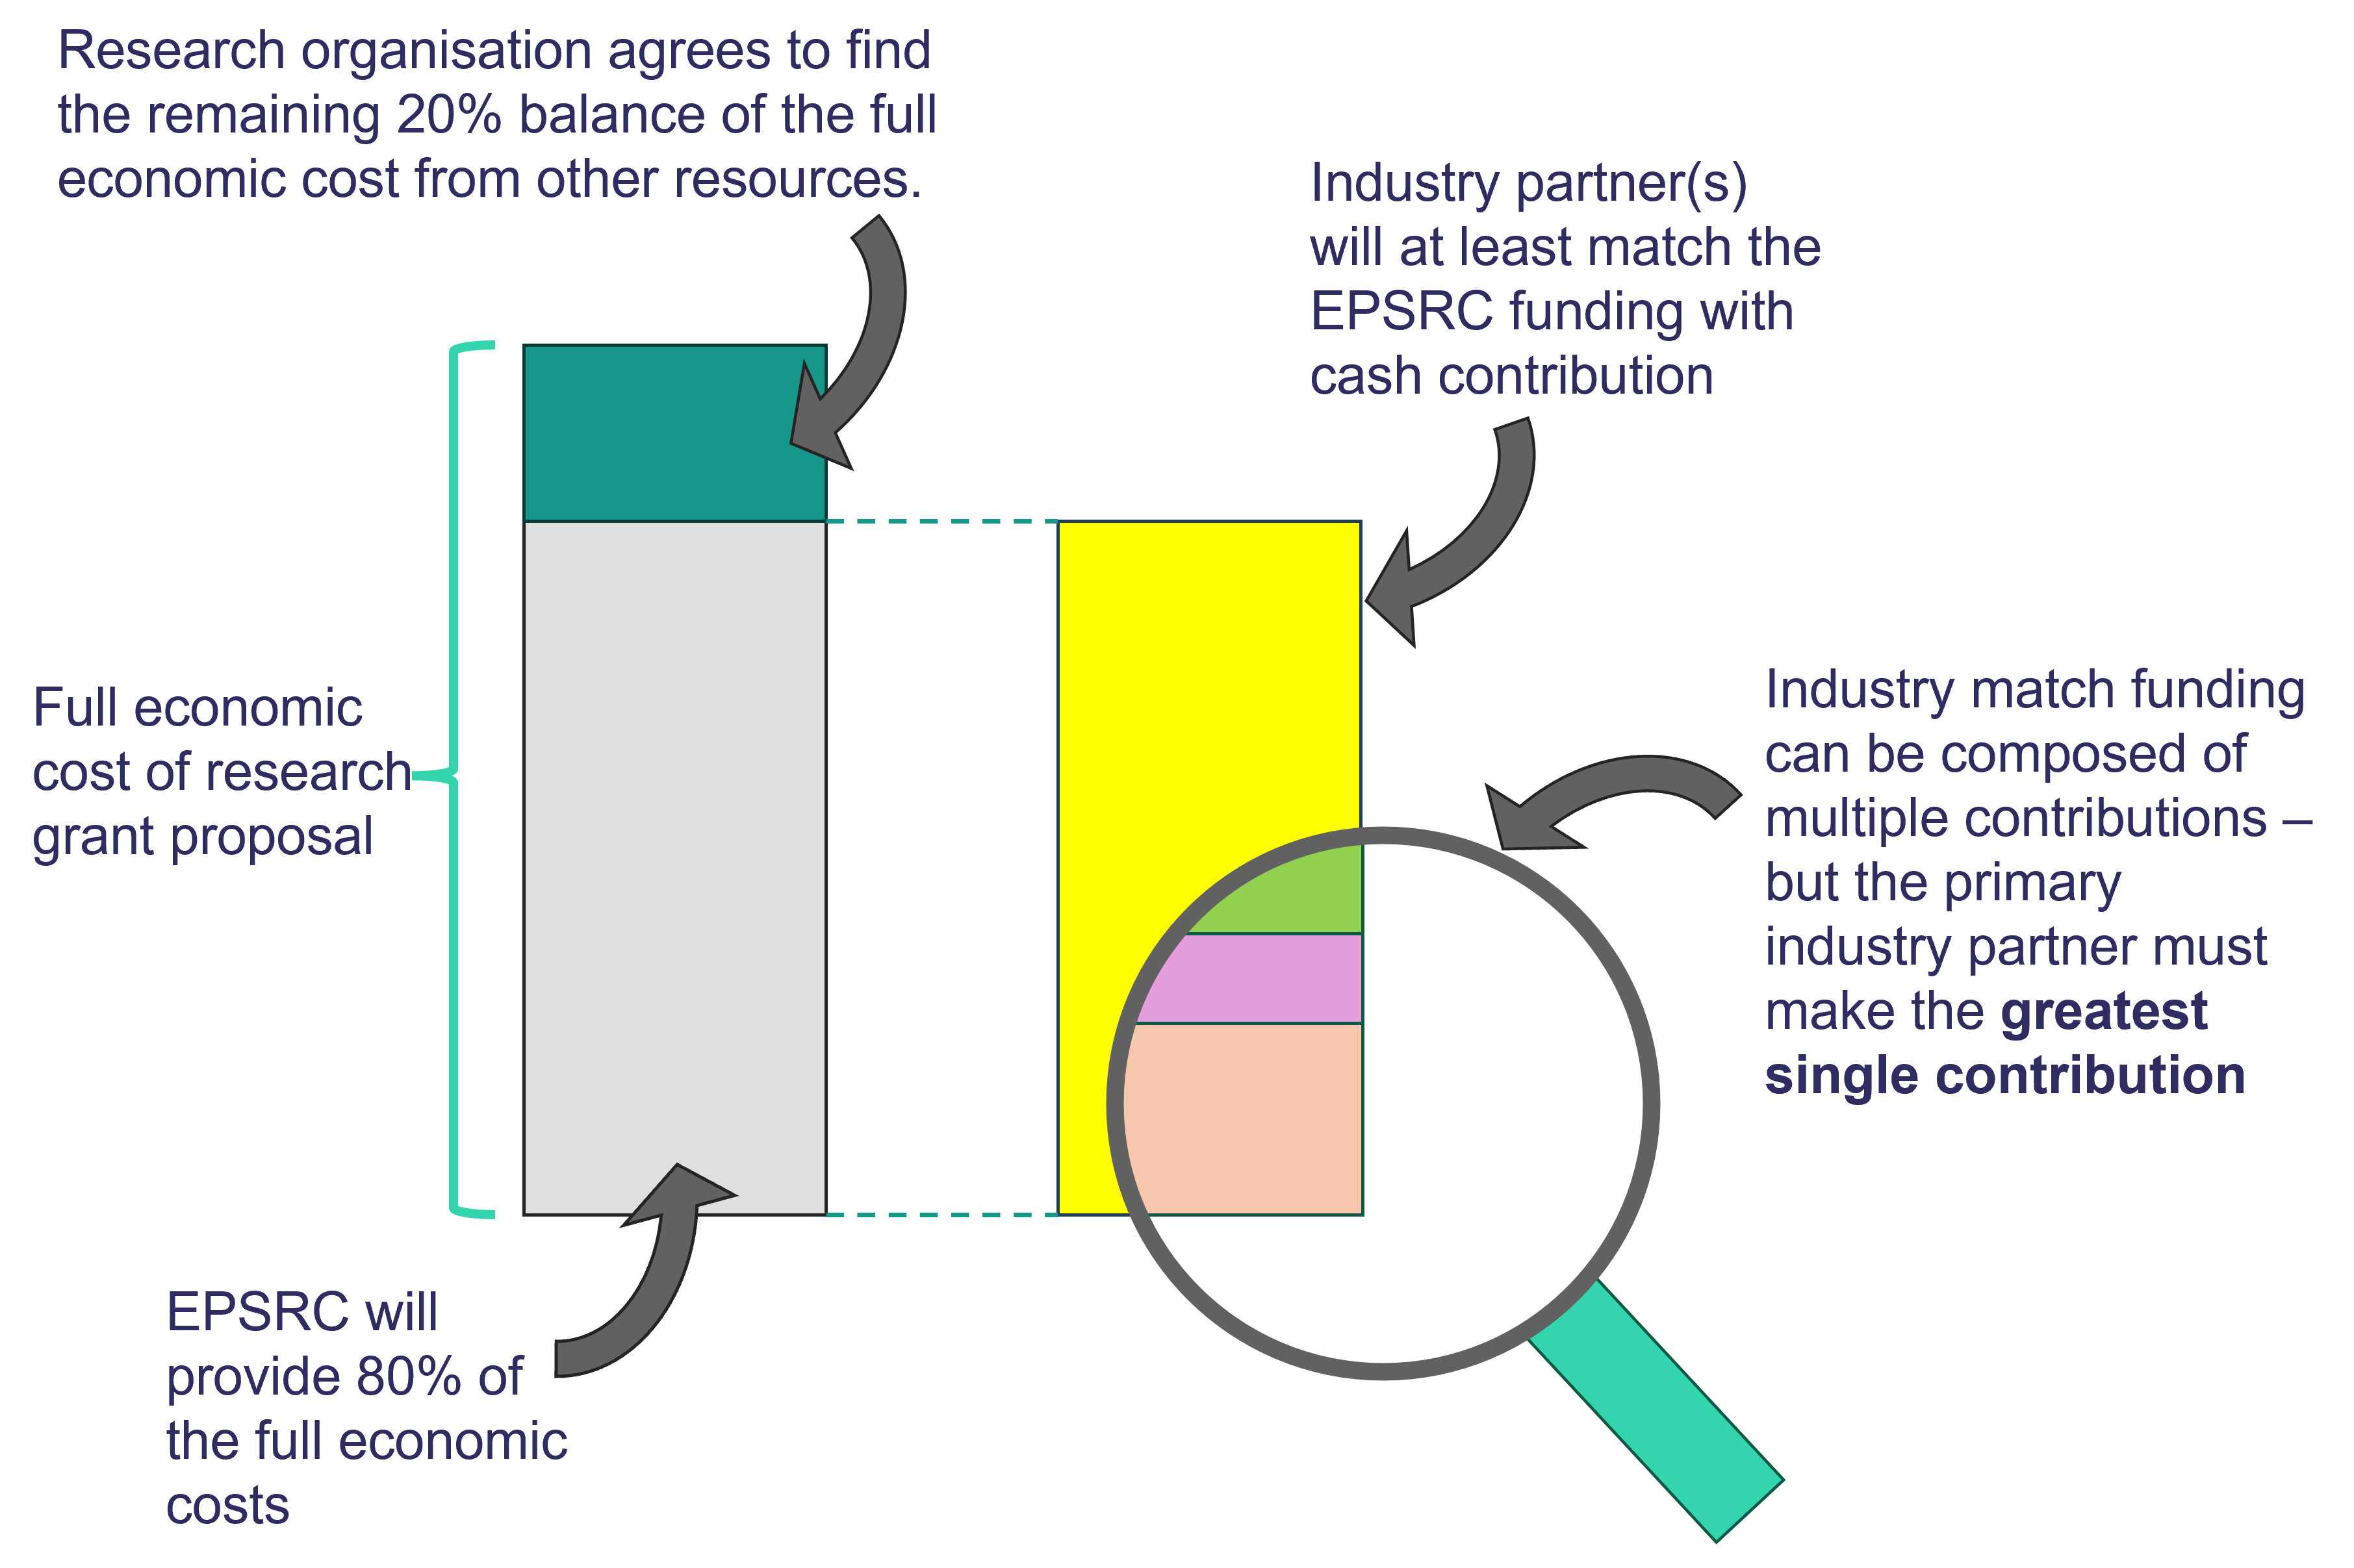 Research organisation agrees to find
the remaining 20% balance of the full
economic cost from other resources.
Industry partner(s)
will at least match the
EPSRC funding with
cash contribution
Full economic
cost of research
grant proposal
Industry match funding
can be composed of
multiple contributions –
but the primary
industry partner must
make the greatest
single contribution
EPSRC will
provide 80% of
the full economic
costs